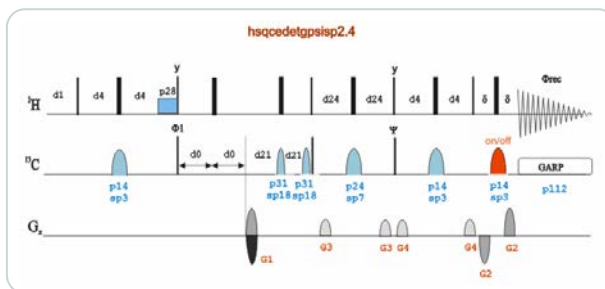 hsqcedetgpsisp2.4
y y Φrec
p28
¹H d1 d4 d4 d24 d24 d4 d4 δ δ
Φ1 Ψ on/off
¹³C d0 d0 d21 d21 GARP
p14 p31 p31 p24 p14 p14 p112
sp3 sp18 sp18 sp7 sp3 sp3
Gz G3 G3 G4 G4 G2
G1 G2